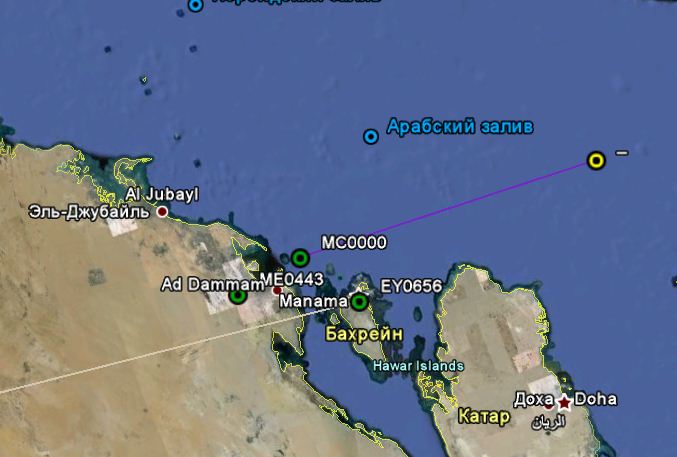 Арабский залив
Al Jubayl
Эль-Джубайль
MC0000
Ad Dammam
ME0443
EY0656
Manama
Бахрейн
Hawar Islands
Доха
Doha
Катар
الريان